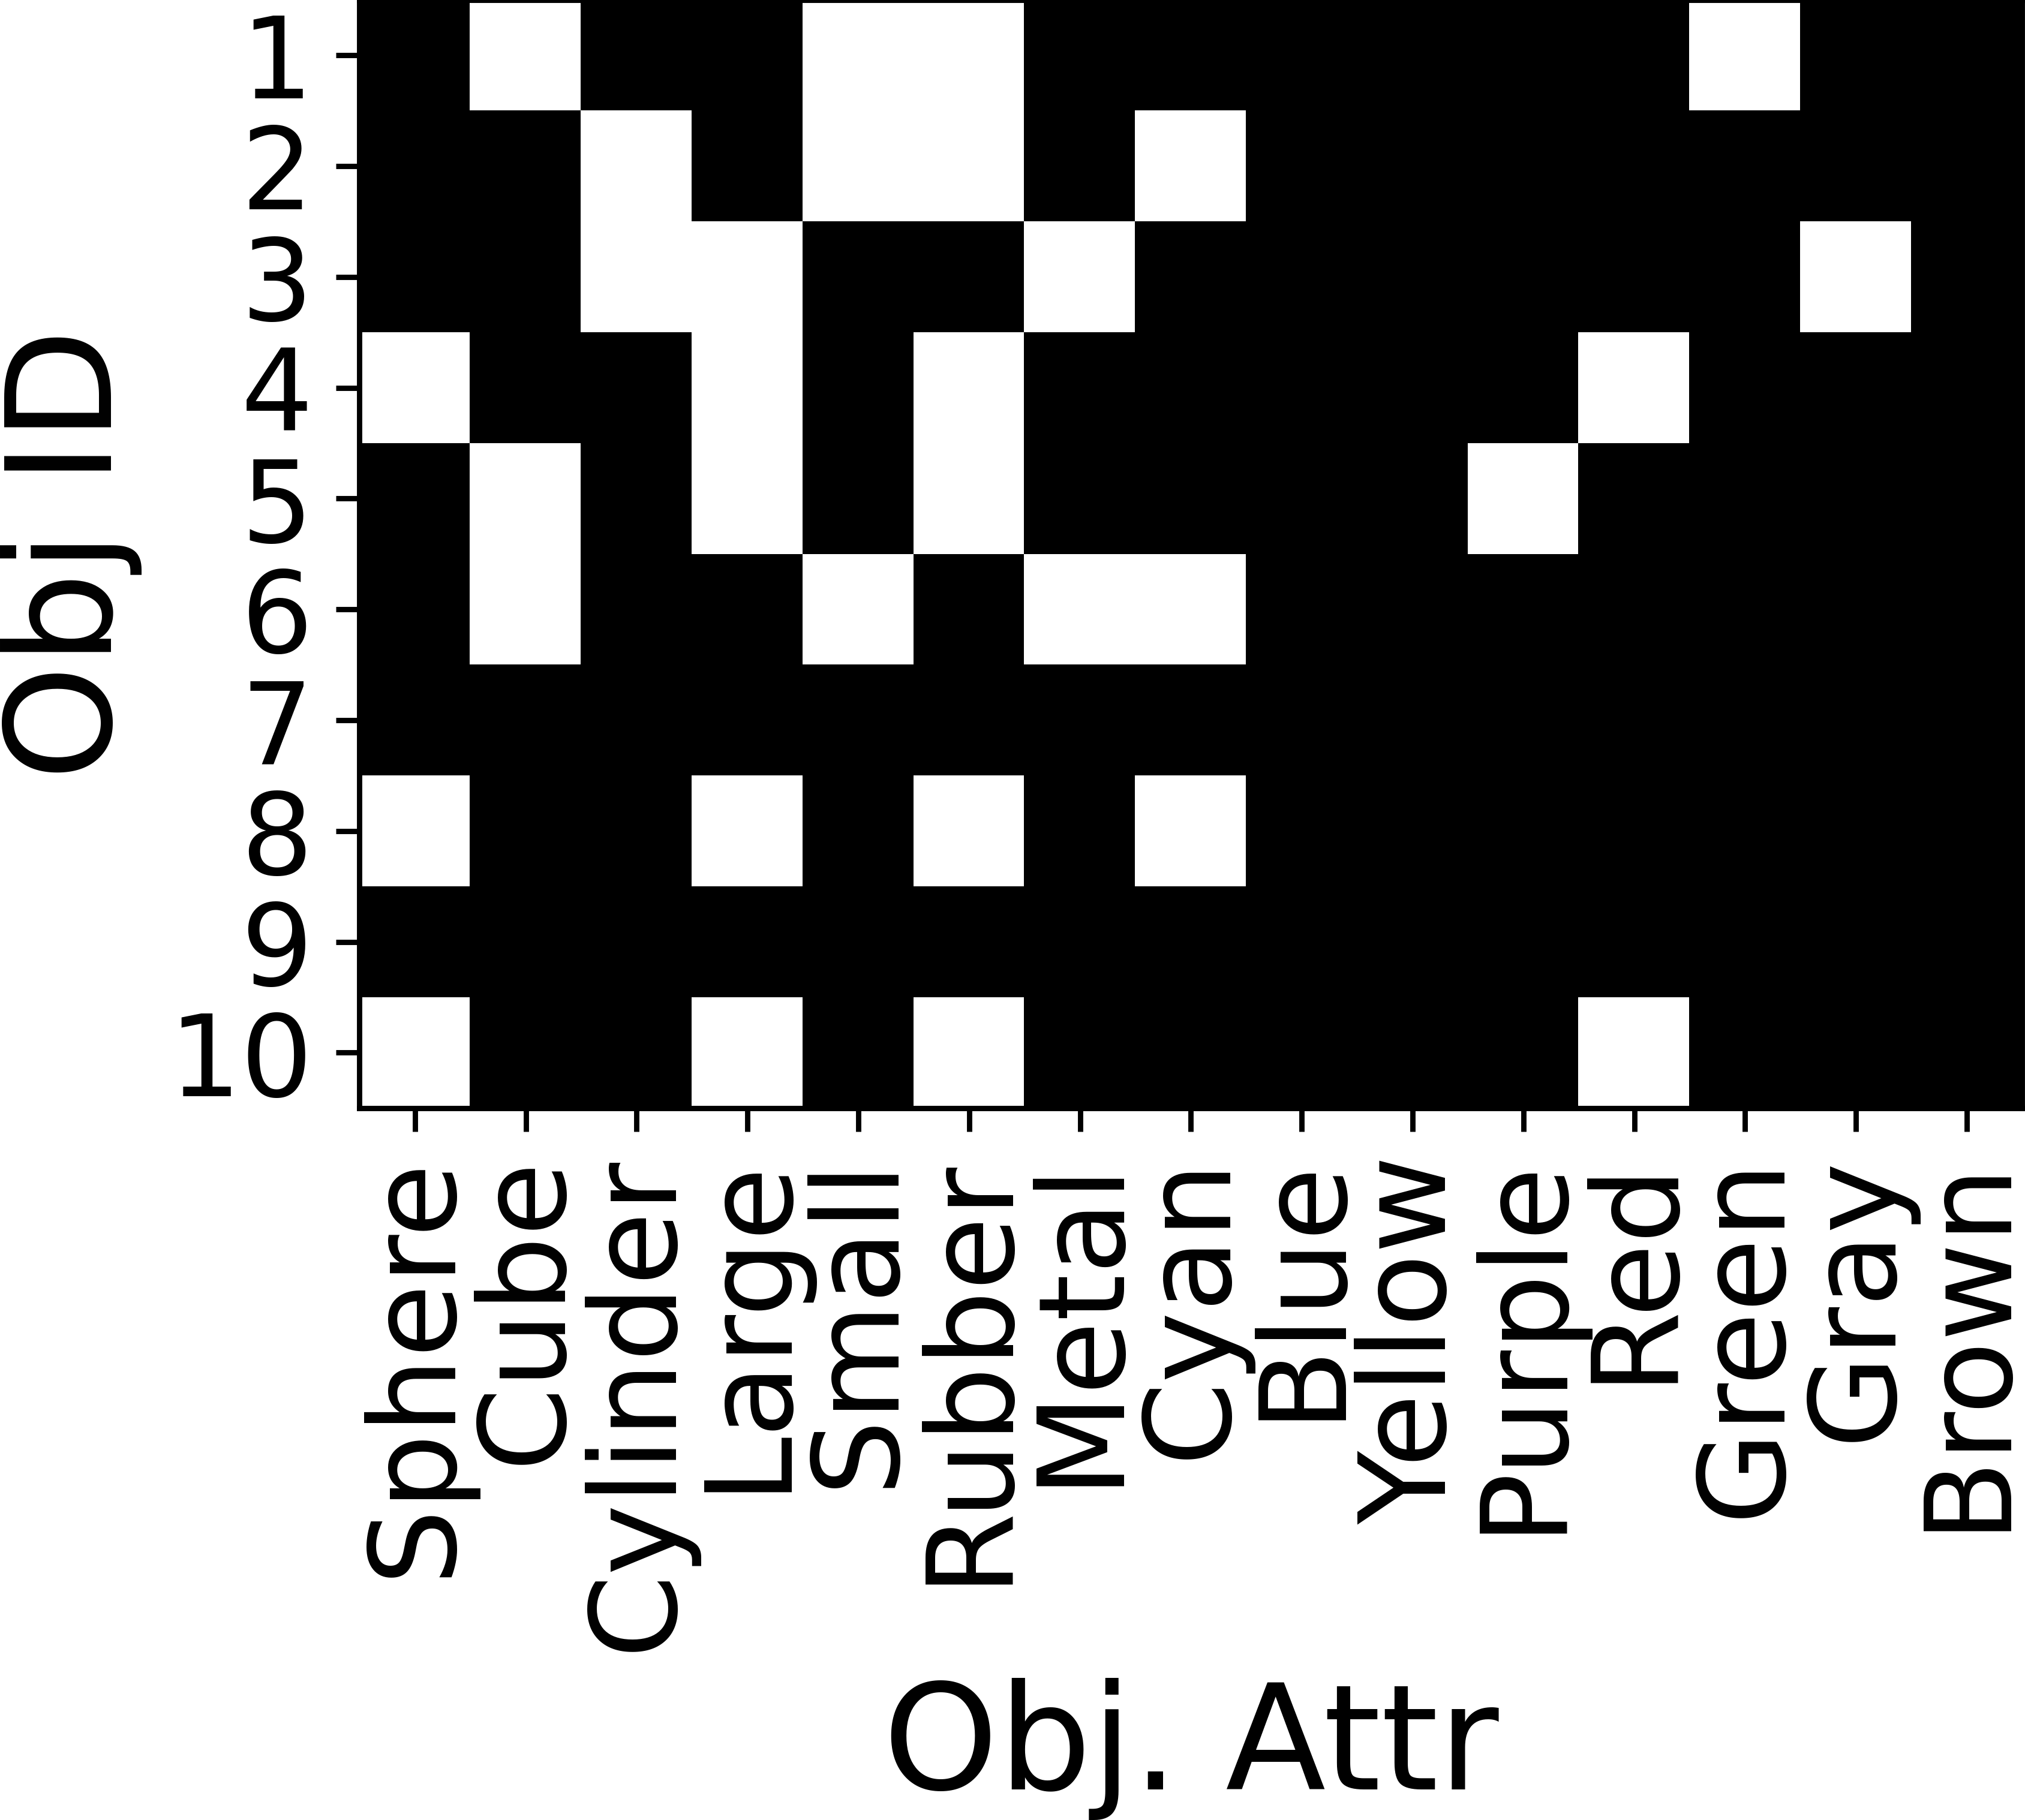 Obj ID
1
2
3
4
5
6
7
8
9
10
Sphere
Cube
Cylinder
Large
Small
Rubber
Metal
Cyan
Blue
Yellow
Purple
Red
Green
Gray
Brown
Obj. Attr